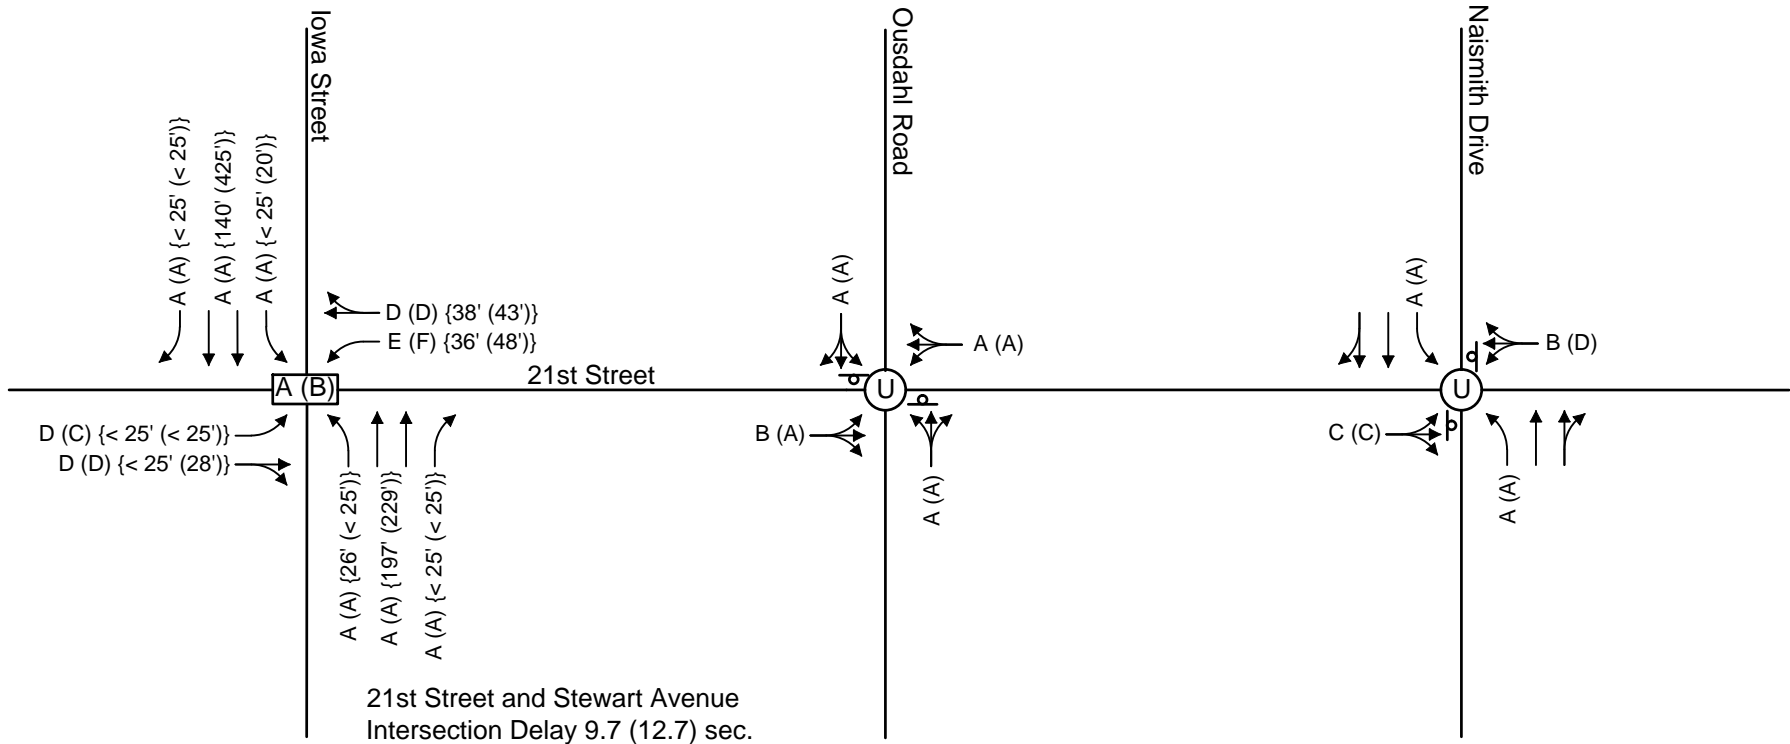 Iowa Street
Ousdahl Road
Naismith Drive
A (A) {< 25' (< 25')}
A (A) {140' (425')}
A (A) {< 25' (20')}
D (D) {38' (43')}
E (F) {36' (48')}
A (B)
21st Street
D (C) {< 25' (< 25')}
D (D) {< 25' (28')}
A (A) {26' (< 25')}
A (A) {197' (229')}
A (A) {< 25' (< 25')}
A (A)
A (A)
U
B (A)
A (A)
A (A)
B (D)
U
C (C)
A (A)
21st Street and Stewart Avenue
Intersection Delay 9.7 (12.7) sec.